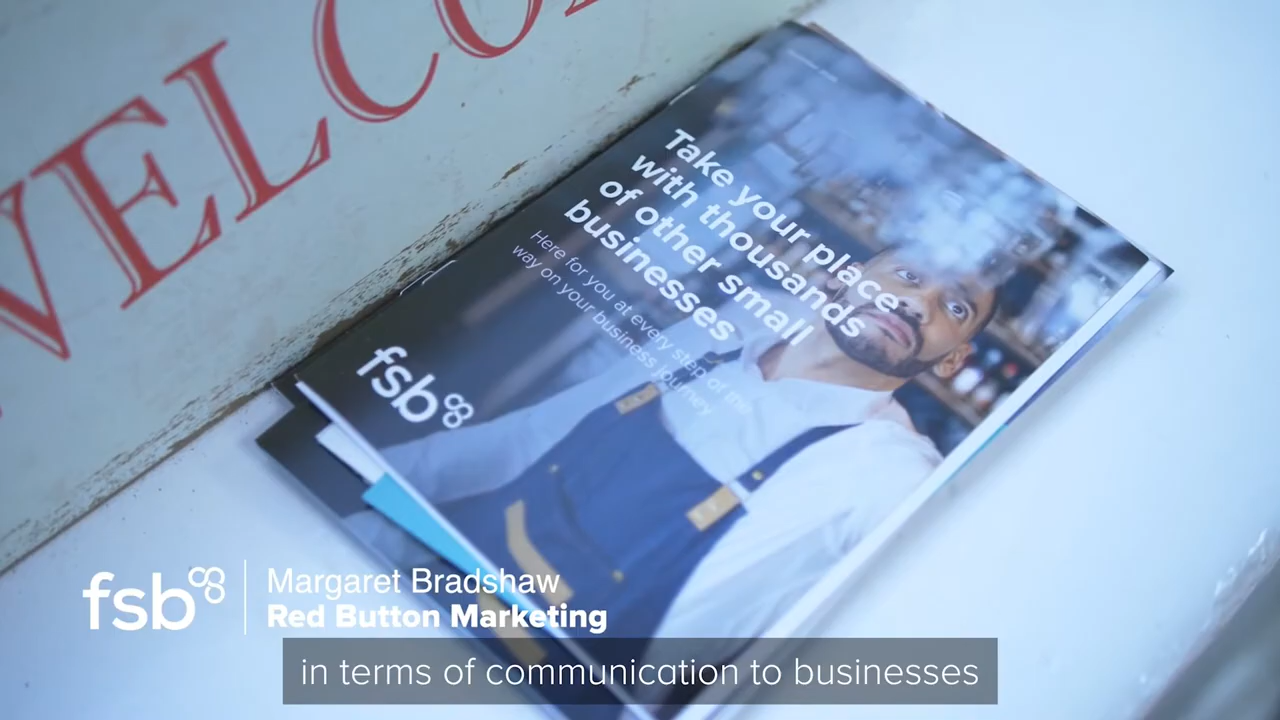 WELCO
Take your place
with thousands
of other small
businesses
Here for you at every step of the
way on your business journey
fsb
fsb
Margaret Bradshaw
Red Button Marketing
in terms of communication to businesses